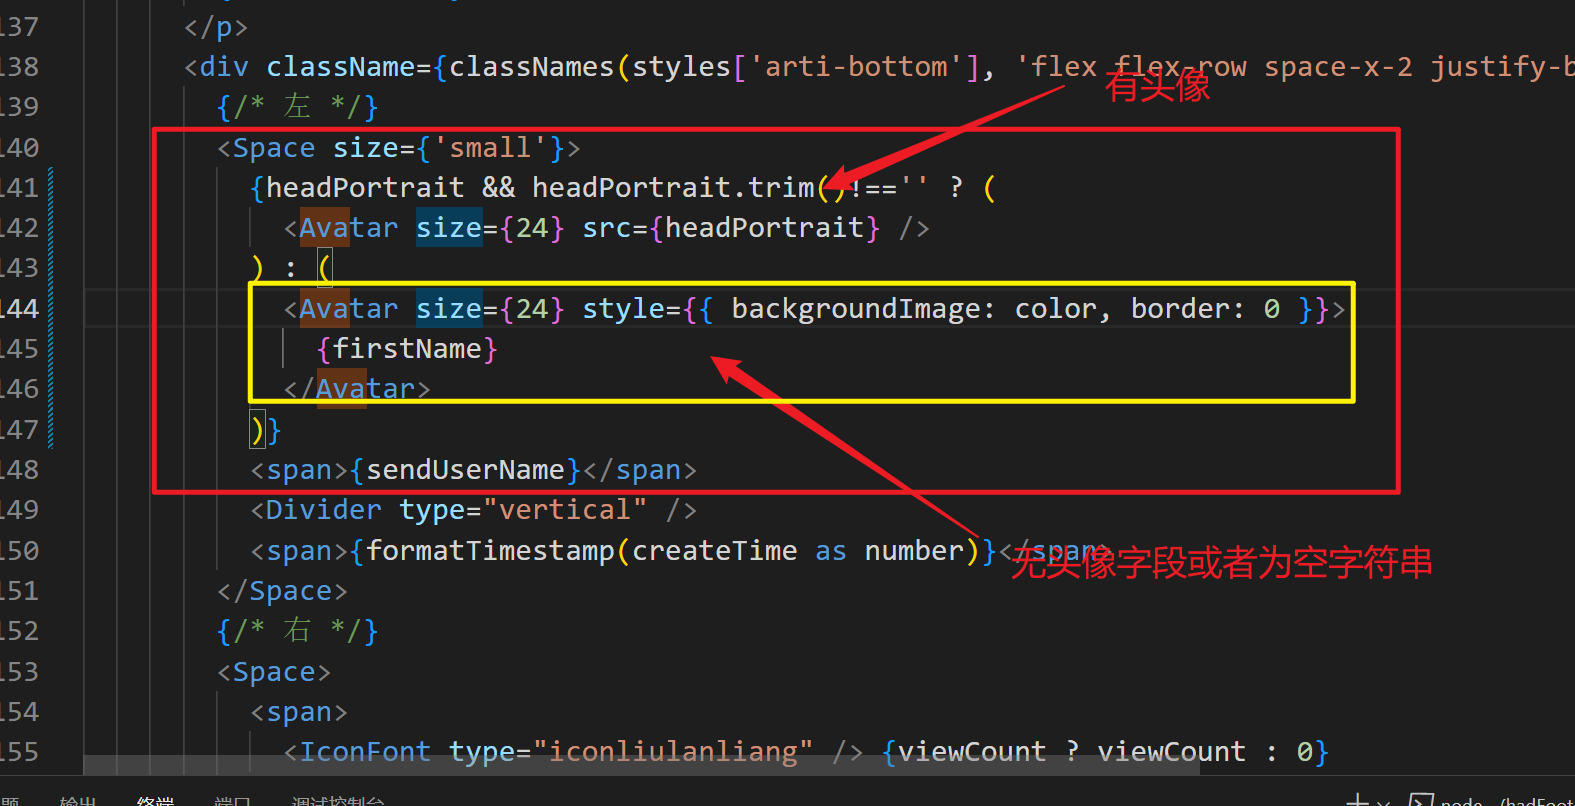 137 </p>
138 <div className={classNames(styles['arti-bottom'], 'flex flex-row space-x-2 justify-b
有头像
139 {/* 左 */}
140 <Space size={'small'}>
141 {headPortrait && headPortrait.trim()!=='' ? (
142 <Avatar size={24} src={headPortrait} />
143 ) : (
144 <Avatar size={24} style={{ backgroundImage: color, border: 0 }}>
145 {firstName}
146 </Avatar>
147 )}
148 <span>{sendUserName}</span>
149 <Divider type="vertical" />
150 <span>{formatTimestamp(createTime as number)}</span>
无头像字段或者为空字符串
151 </Space>
152 {/* 右 */}
153 <Space>
154 <span>
155 <IconFont type="iconliulanliang" /> {viewCount ? viewCount : 0}
题 输出 终端 端口 调试控制台 node